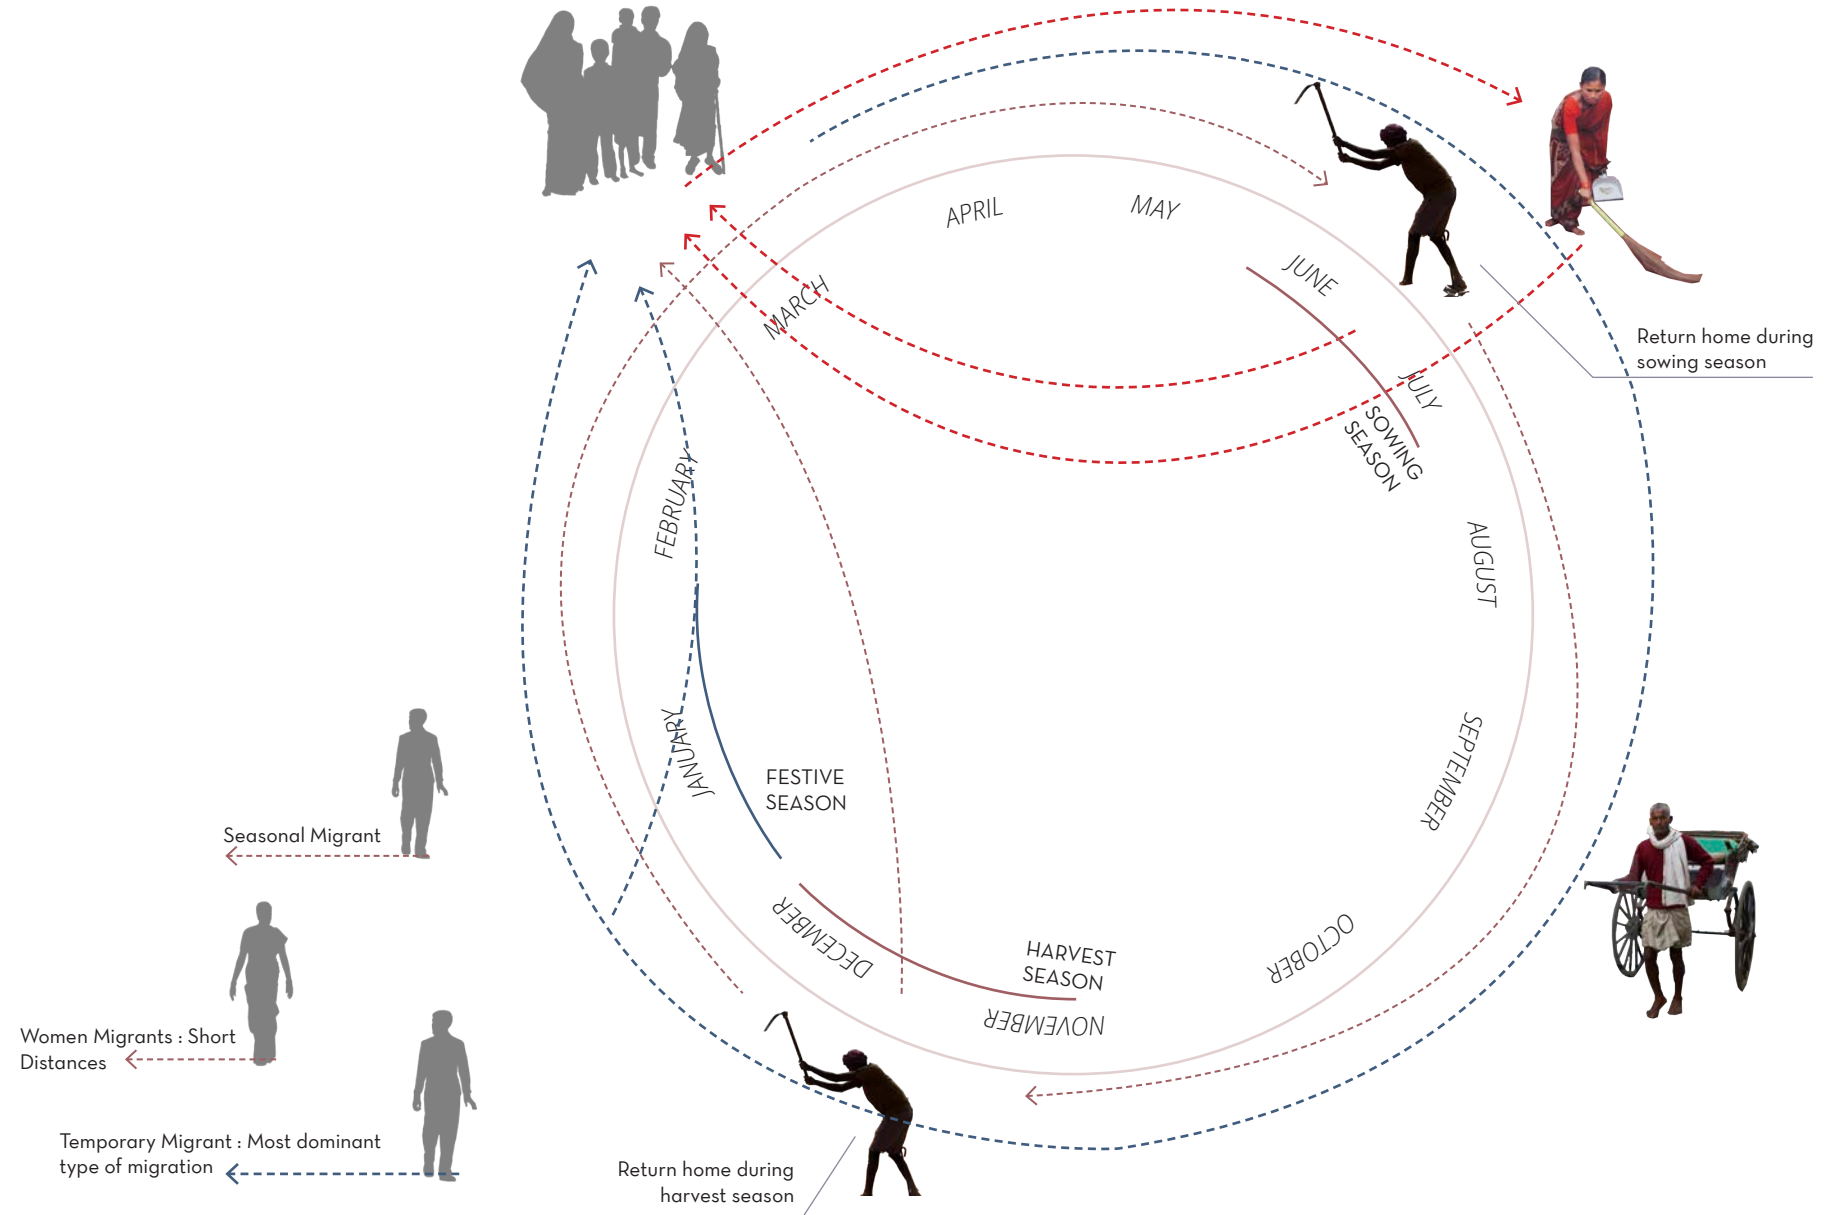 APRIL
MAY
MARCH
JUNE
Return home during
sowing season
JULY
SOWING
SEASON
FEBRUARY
AUGUST
JANUARY
SEPTEMBER
FESTIVE
SEASON
Seasonal Migrant
DECEMBER
HARVEST
SEASON
OCTOBER
NOVEMBER
Women Migrants : Short
Distances
Temporary Migrant : Most dominant
type of migration
Return home during
harvest season